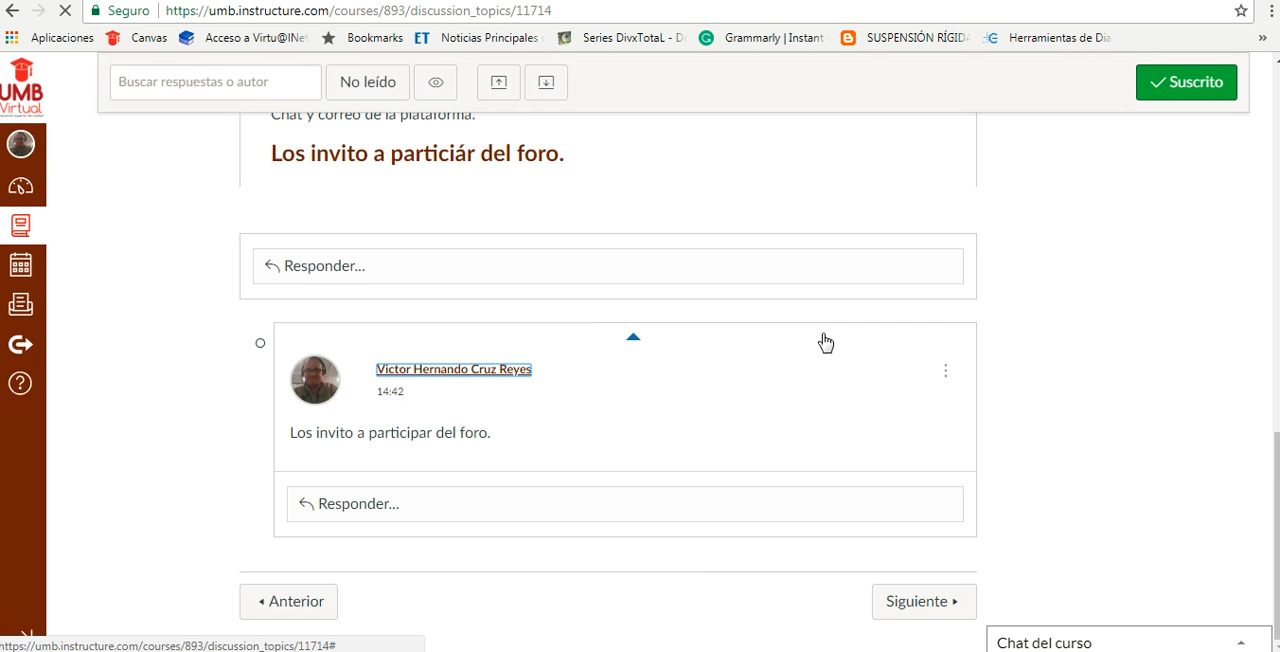 Seguro
https://umb.instructure.com/courses/893/discussion_topics/11714
Aplicaciones
Canvas
Acceso a Virtu@lNet
Bookmarks
ET
Noticias Principales
Series DivxTotaL - D
Grammarly | Instant
SUSPENSIÓN RÍGIDA
Herramientas de Dia
»
UMB
Virtual
Buscar respuestas o autor
No leído
Suscrito
Chat y correo de la plataforma.
Los invito a particiár del foro.
Responder...
Victor Hernando Cruz Reyes
14:42
Los invito a participar del foro.
Responder...
Anterior
Siguiente
Chat del curso
https://umb.instructure.com/courses/893/discussion_topics/11714#